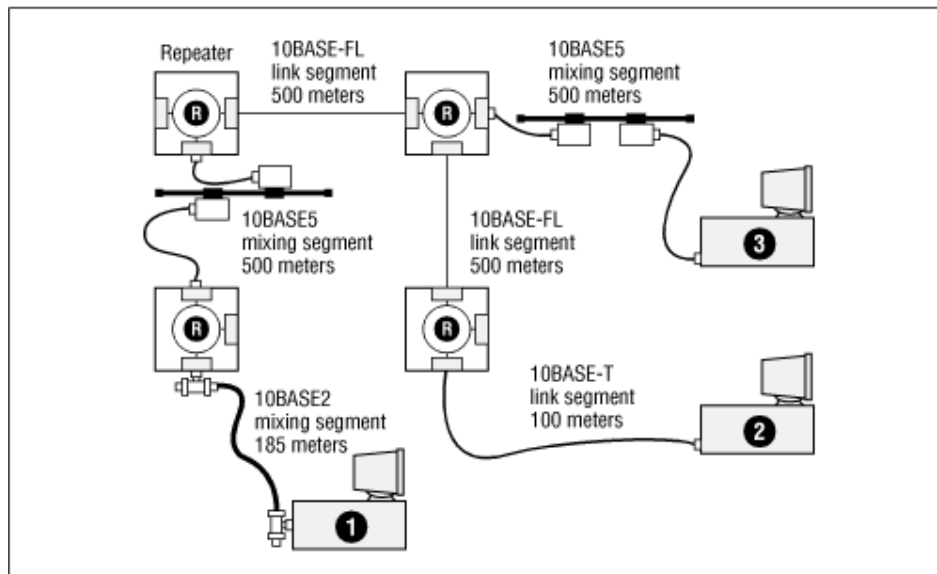 Repeater
10BASE-FL
link segment
500 meters
10BASE5
mixing segment
500 meters
R
R
10BASE5
mixing segment
500 meters
10BASE-FL
link segment
500 meters
3
R
R
10BASE2
mixing segment
185 meters
10BASE-T
link segment
100 meters
2
1